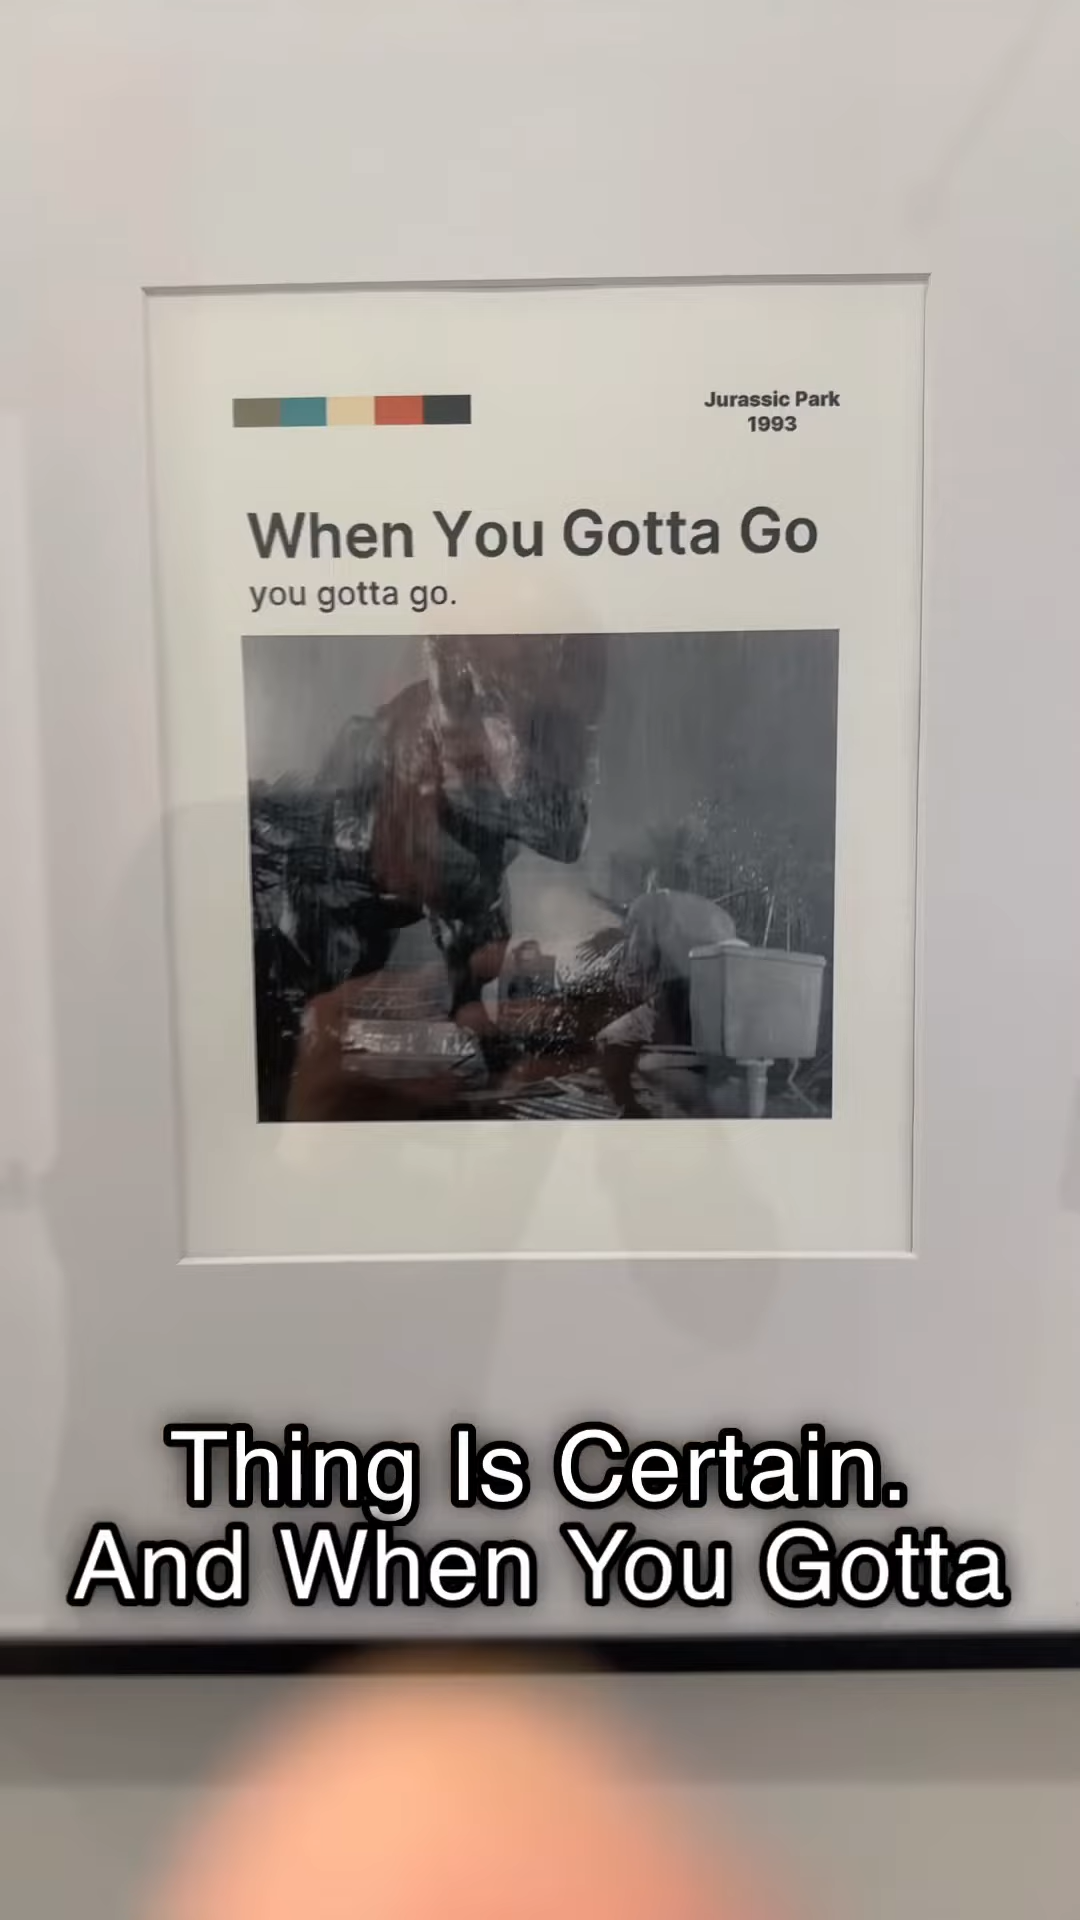 Jurassic Park
1993
When You Gotta Go
you gotta go.
Thing Is Certain.
And When You Gotta